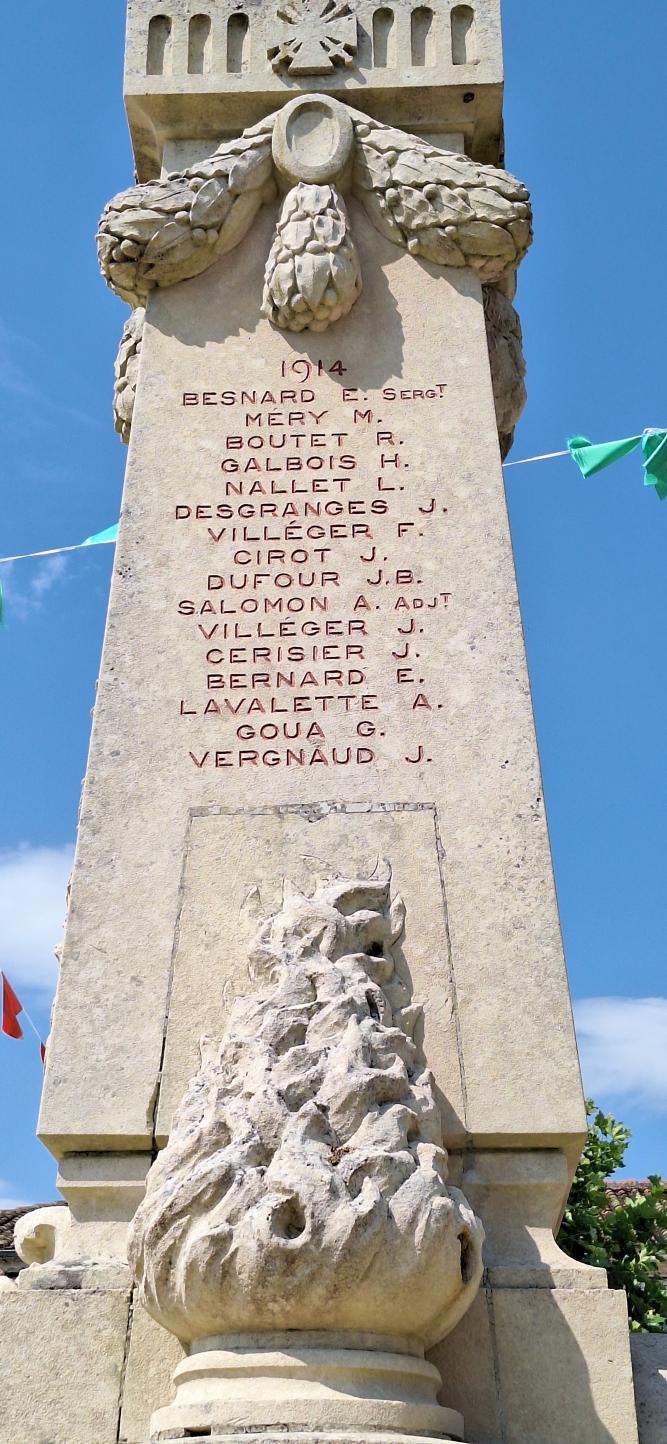 1914
BESNARD E. SERGT
MÉRY M.
BOUTET R.
GALBOIS H.
NALLET L.
DESGRANGES J.
VILLÉGER F.
CIROT J.
DUFOUR J.B.
SALOMON A. ADJT
VILLÉGER J.
CERISIER J.
BERNARD E.
LAVALETTE A.
GOUA G.
VERGNAUD J.